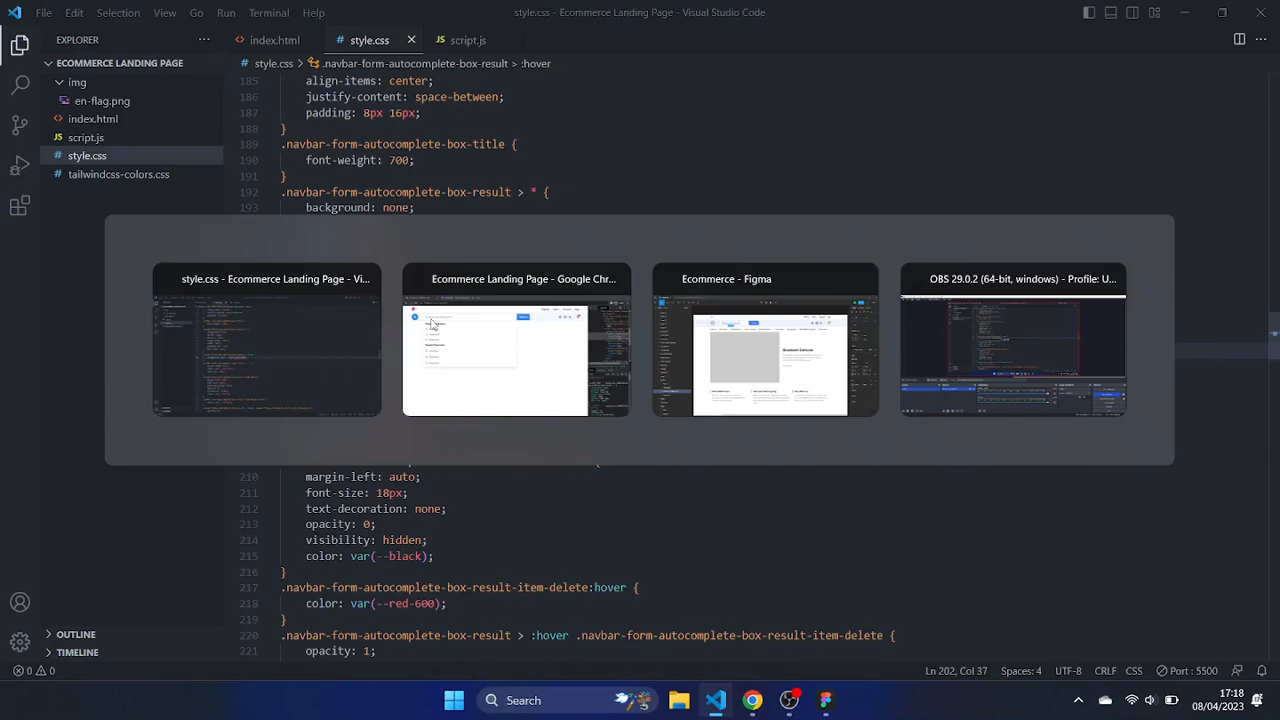 File Edit Selection View Go Run Terminal Help
style.css - Ecommerce Landing Page - Visual Studio Code
EXPLORER
index.html
style.css
script.js
ECOMMERCE LANDING PAGE
style.css > .navbar-form-autocomplete-box-result > :hover
img
en-flag.png
index.html
script.js
style.css
tailwindcss-colors.css
185 align-items: center;
186 justify-content: space-between;
187 padding: 8px 16px;
188 }
189 .navbar-form-autocomplete-box-title {
190 font-weight: 700;
191 }
192 .navbar-form-autocomplete-box-result > * {
193 background: none;
style.css - Ecommerce Landing Page - Vi...
Ecommerce Landing Page - Google Chr...
Ecommerce - Figma
OBS 29.0.2 (64-bit, windows) - Profile U...
210 margin-left: auto;
211 font-size: 18px;
212 text-decoration: none;
213 opacity: 0;
214 visibility: hidden;
215 color: var(--black);
216 }
217 .navbar-form-autocomplete-box-result-item-delete:hover {
218 color: var(--red-600);
219 }
220 .navbar-form-autocomplete-box-result > :hover .navbar-form-autocomplete-box-result-item-delete {
221 opacity: 1;
OUTLINE
TIMELINE
0 0
Ln 202, Col 37 Spaces: 4 UTF-8 CRLF CSS Port : 5500
Search
17:18
08/04/2023